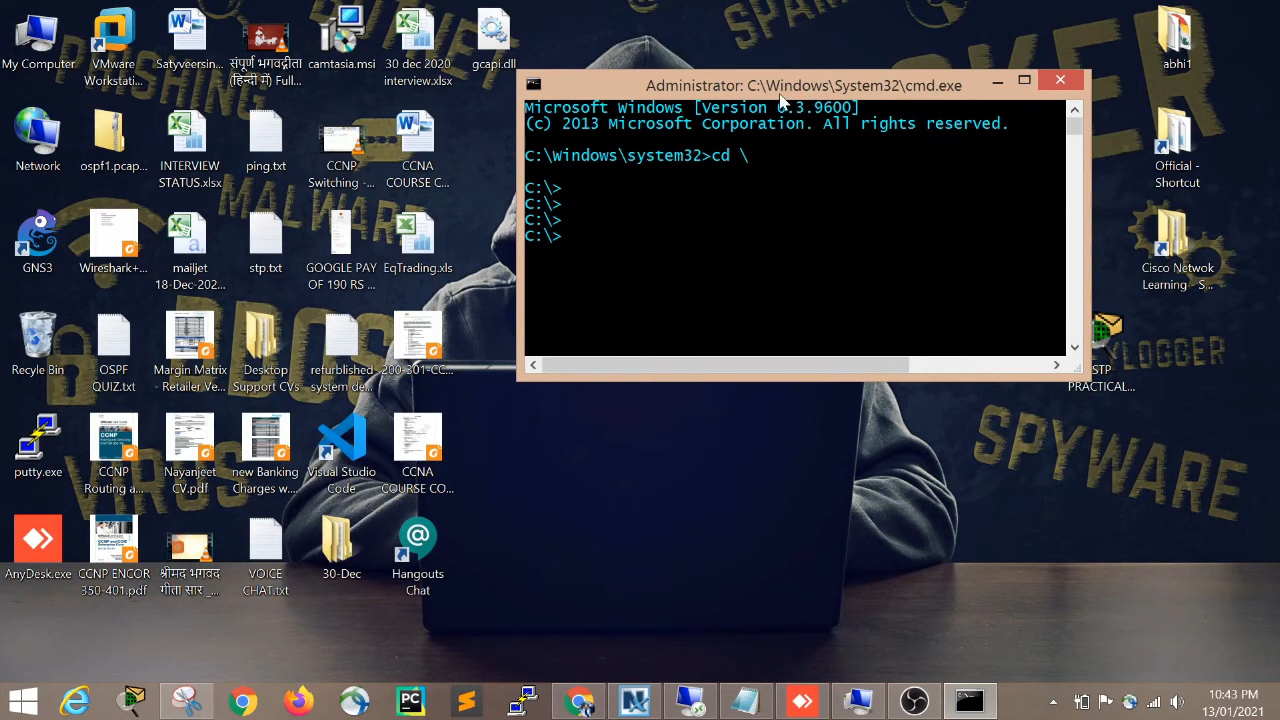 My Computer
VMware
Workstati...
Satyveersin...
संपूर्ण भगवद्गीता
(हिन्दी में) Full...
camtasia.msi
30 dec 2020
interview.xlsx
gcapi.dll
abhi1
Administrator: C:\Windows\System32\cmd.exe
Microsoft Windows [Version 6.3.9600]
(c) 2013 Microsoft Corporation. All rights reserved.
C:\Windows\system32>cd \
C:\>
C:\>
C:\>
C:\>
Network
ospf1.pcap...
INTERVIEW
STATUS.xlsx
ping.txt
CCNP
Switching -...
CCNA
COURSE C...
Official -
Shortcut
MALWARE
GNS3
Wireshark+...
mailjet
18-Dec-202...
stp.txt
GOOGLE PAY
OF 190 RS ...
EqTrading.xls
Cisco Netwok
Learning - S...
Recyle Bin
OSPF
QUIZ.txt
Margin Matrix
- Retailer Ve...
Desktop
Support CVs
refurblished
system de...
200-301-CC...
STP
PRACTICAL...
SPYWARE
putty.exe
CCNP
Routing a...
Nayanjeet
CV.pdf
new Banking
Charges w....
Visual Studio
Code
CCNA
COURSE CO...
AnyDesk.exe
CCNP ENCOR
350-401.pdf
श्रीमद भगवद
गीता सार _...
VOICE
CHAT.txt
30-Dec
Hangouts
Chat
PC
10:43 PM
13/01/2021